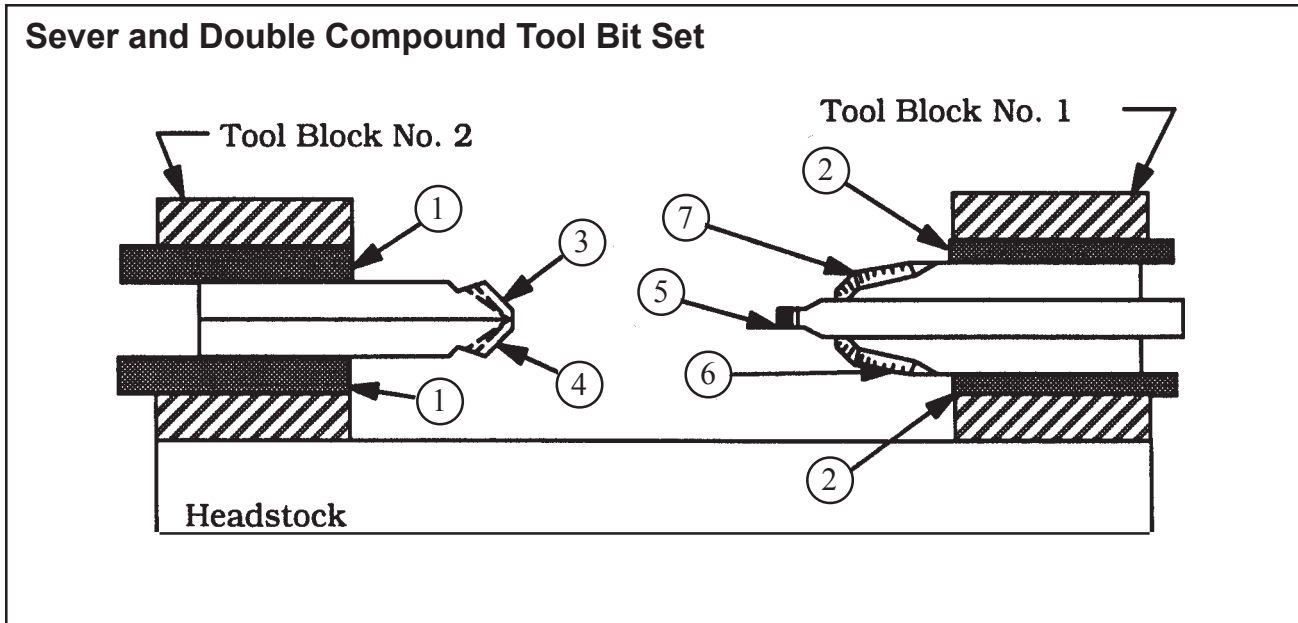 Sever and Double Compound Tool Bit Set
Tool Block No. 2
Tool Block No. 1
1
3
2
7
5
4
6
1
2
Headstock